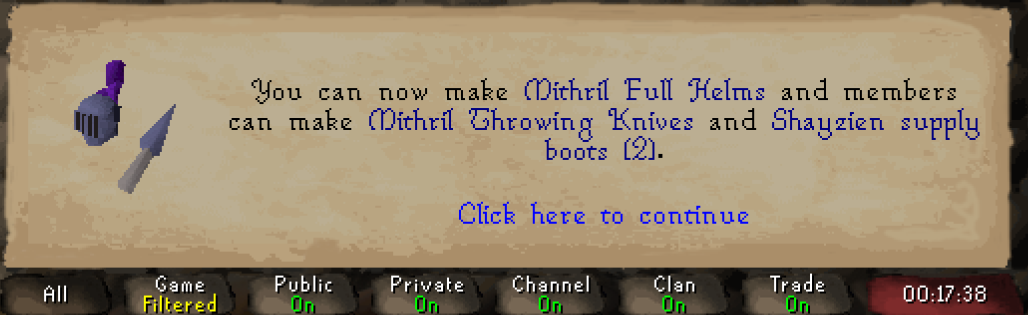 You can now make Mithril Full Helms and members
can make Mithril Throwing Knives and Shayzien supply
boots (2).
Click here to continue
All
Game
Filtered
Public
On
Private
On
Channel
On
Clan
On
Trade
On
00:17:38